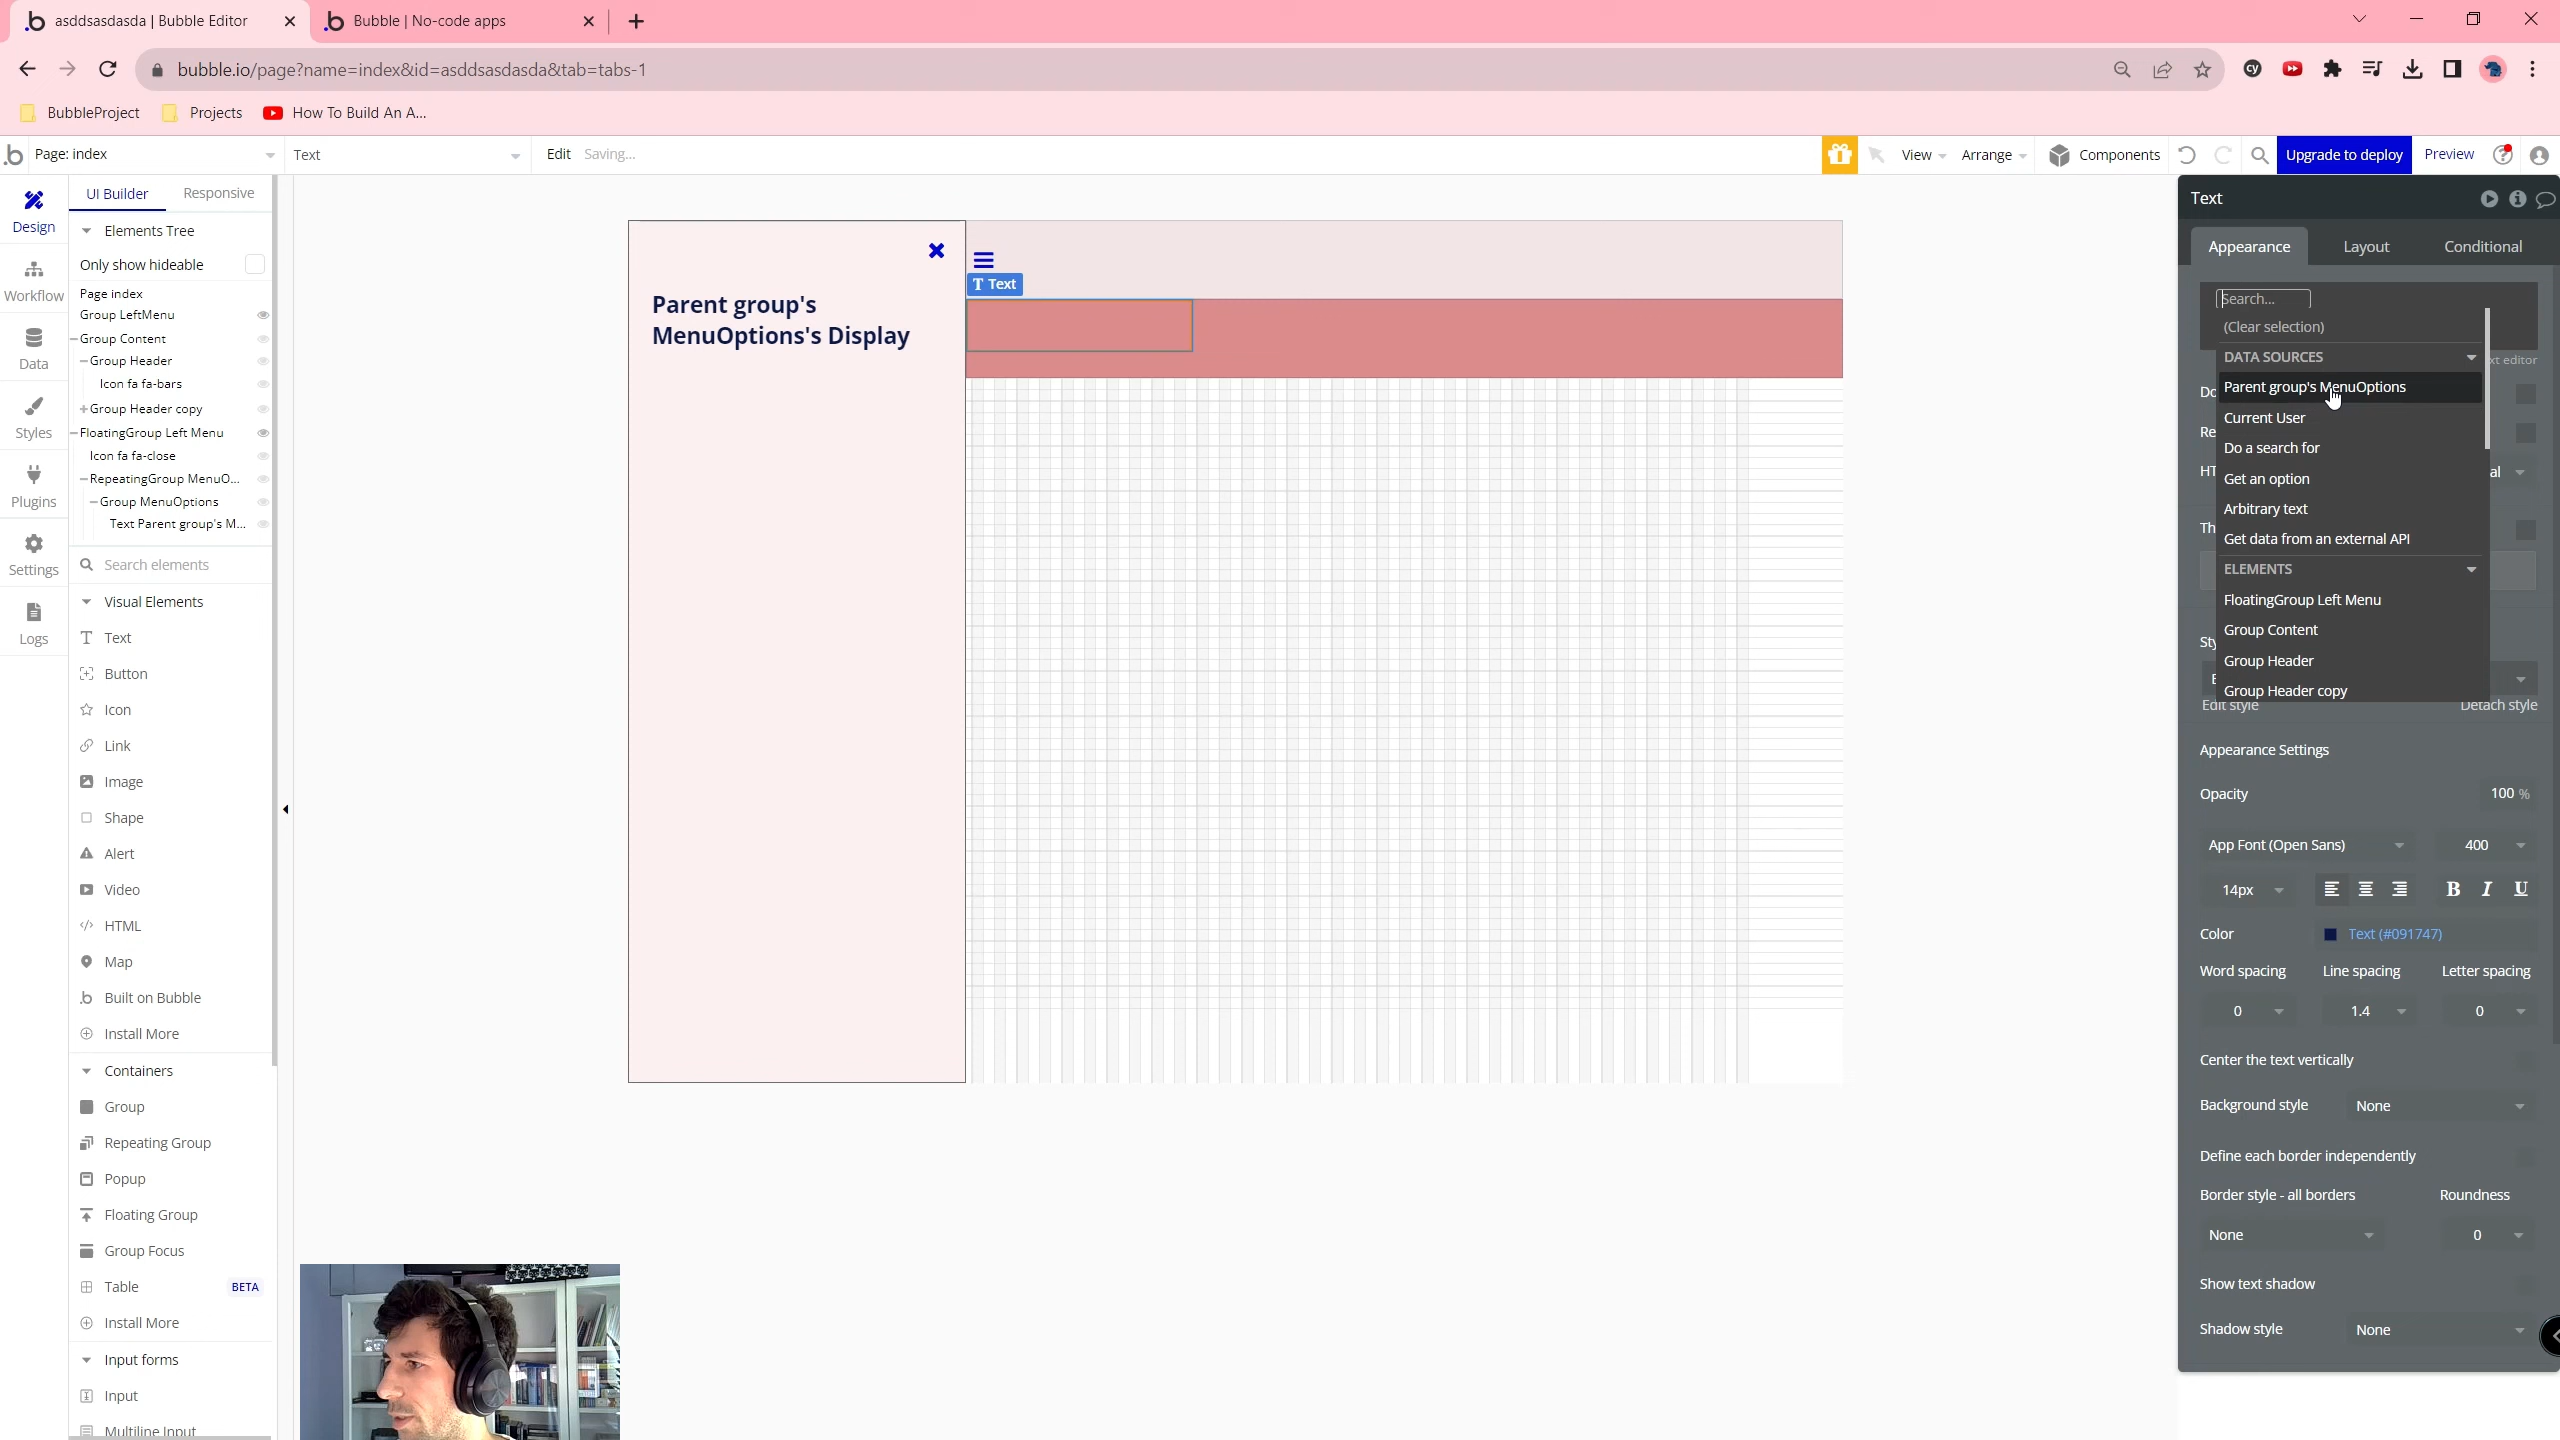 asddsasdasda | Bubble Editor
Bubble | No-code apps
bubble.io/page?name=index&id=asddsasdasda&tab=tabs-1
BubbleProject
Projects
How To Build An A...
Page: index
Text
Edit
Saving...
View
Arrange
Components
Upgrade to deploy
Preview
Design
Workflow
Data
Styles
Plugins
Settings
Logs
UI Builder
Responsive
Elements Tree
Only show hideable
Page index
Group LeftMenu
Group Content
Group Header
Icon fa fa-bars
Group Header copy
FloatingGroup Left Menu
Icon fa fa-close
RepeatingGroup MenuO...
Group MenuOptions
Text Parent group's M...
Search elements
Visual Elements
Text
Button
Icon
Link
Image
Shape
Alert
Video
HTML
Map
Built on Bubble
Install More
Containers
Group
Repeating Group
Popup
Floating Group
Group Focus
Table
BETA
Install More
Input forms
Input
Multiline Input
Parent group's
MenuOptions's Display
T Text
Text
Appearance
Layout
Conditional
Search...
(Clear selection)
DATA SOURCES
xt editor
Do
Parent group's MenuOptions
Current User
Re
Do a search for
HT
al
Get an option
Arbitrary text
Th
Get data from an external API
ELEMENTS
FloatingGroup Left Menu
Group Content
Sty
Group Header
Group Header copy
Edit style
Detach style
Appearance Settings
Opacity
100 %
App Font (Open Sans)
400
14px
B I U
Color
Text (#091747)
Word spacing
Line spacing
Letter spacing
0
1.4
0
Center the text vertically
Background style
None
Define each border independently
Border style - all borders
Roundness
None
0
Show text shadow
Shadow style
None